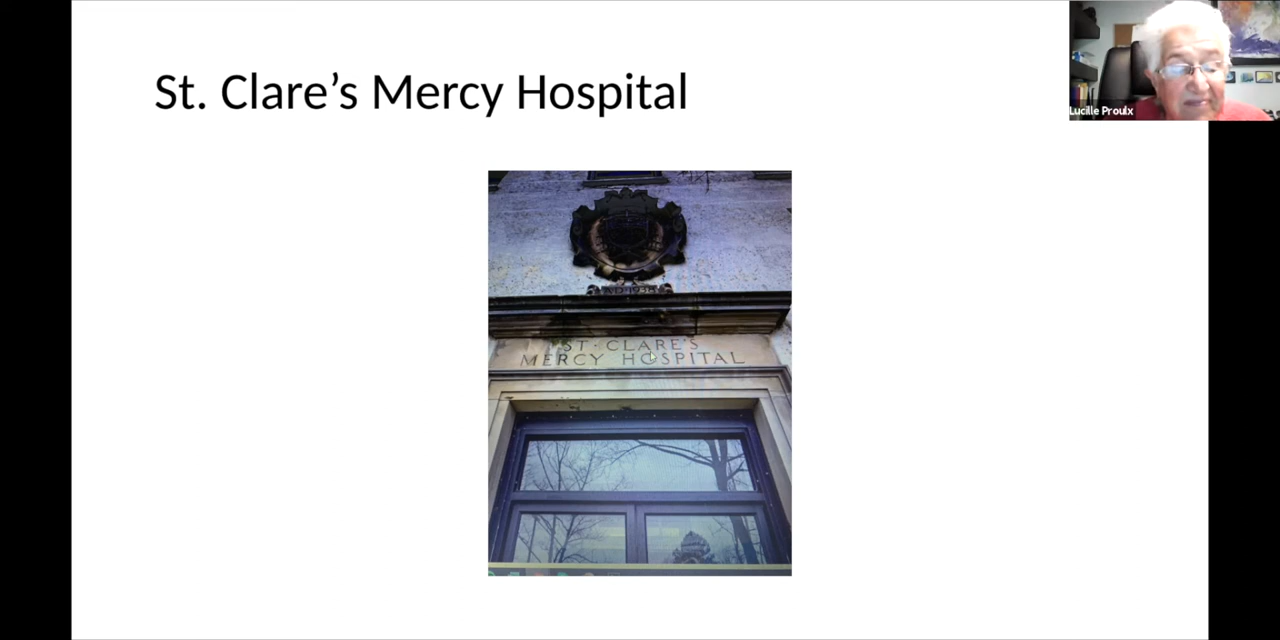 St. Clare’s Mercy Hospital
Lucille Proulx
ST· CLARE'S
MERCY HOSPITAL